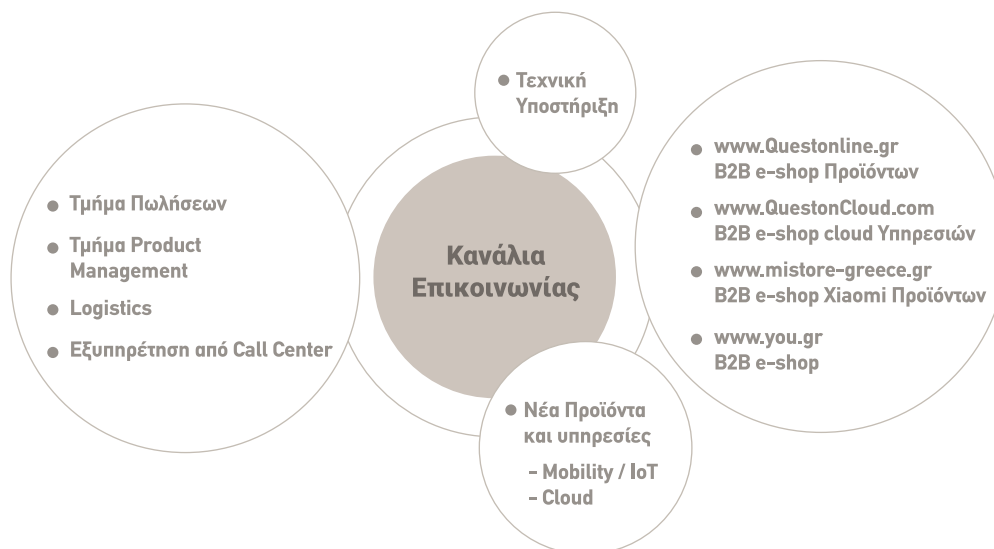 • Τεχνική
Υποστήριξη
• Τμήμα Πωλήσεων
• Τμήμα Product
Management
• Logistics
• Εξυπηρέτηση από Call Center
Κανάλια
Επικοινωνίας
• www.Questonline.gr
B2B e-shop Προϊόντων
• www.QuestonCloud.com
B2B e-shop cloud Υπηρεσιών
• www.mistore-greece.gr
B2B e-shop Xiaomi Προϊόντων
• www.you.gr
B2B e-shop
• Νέα Προϊόντα
και υπηρεσίες
- Mobility / IoT
- Cloud